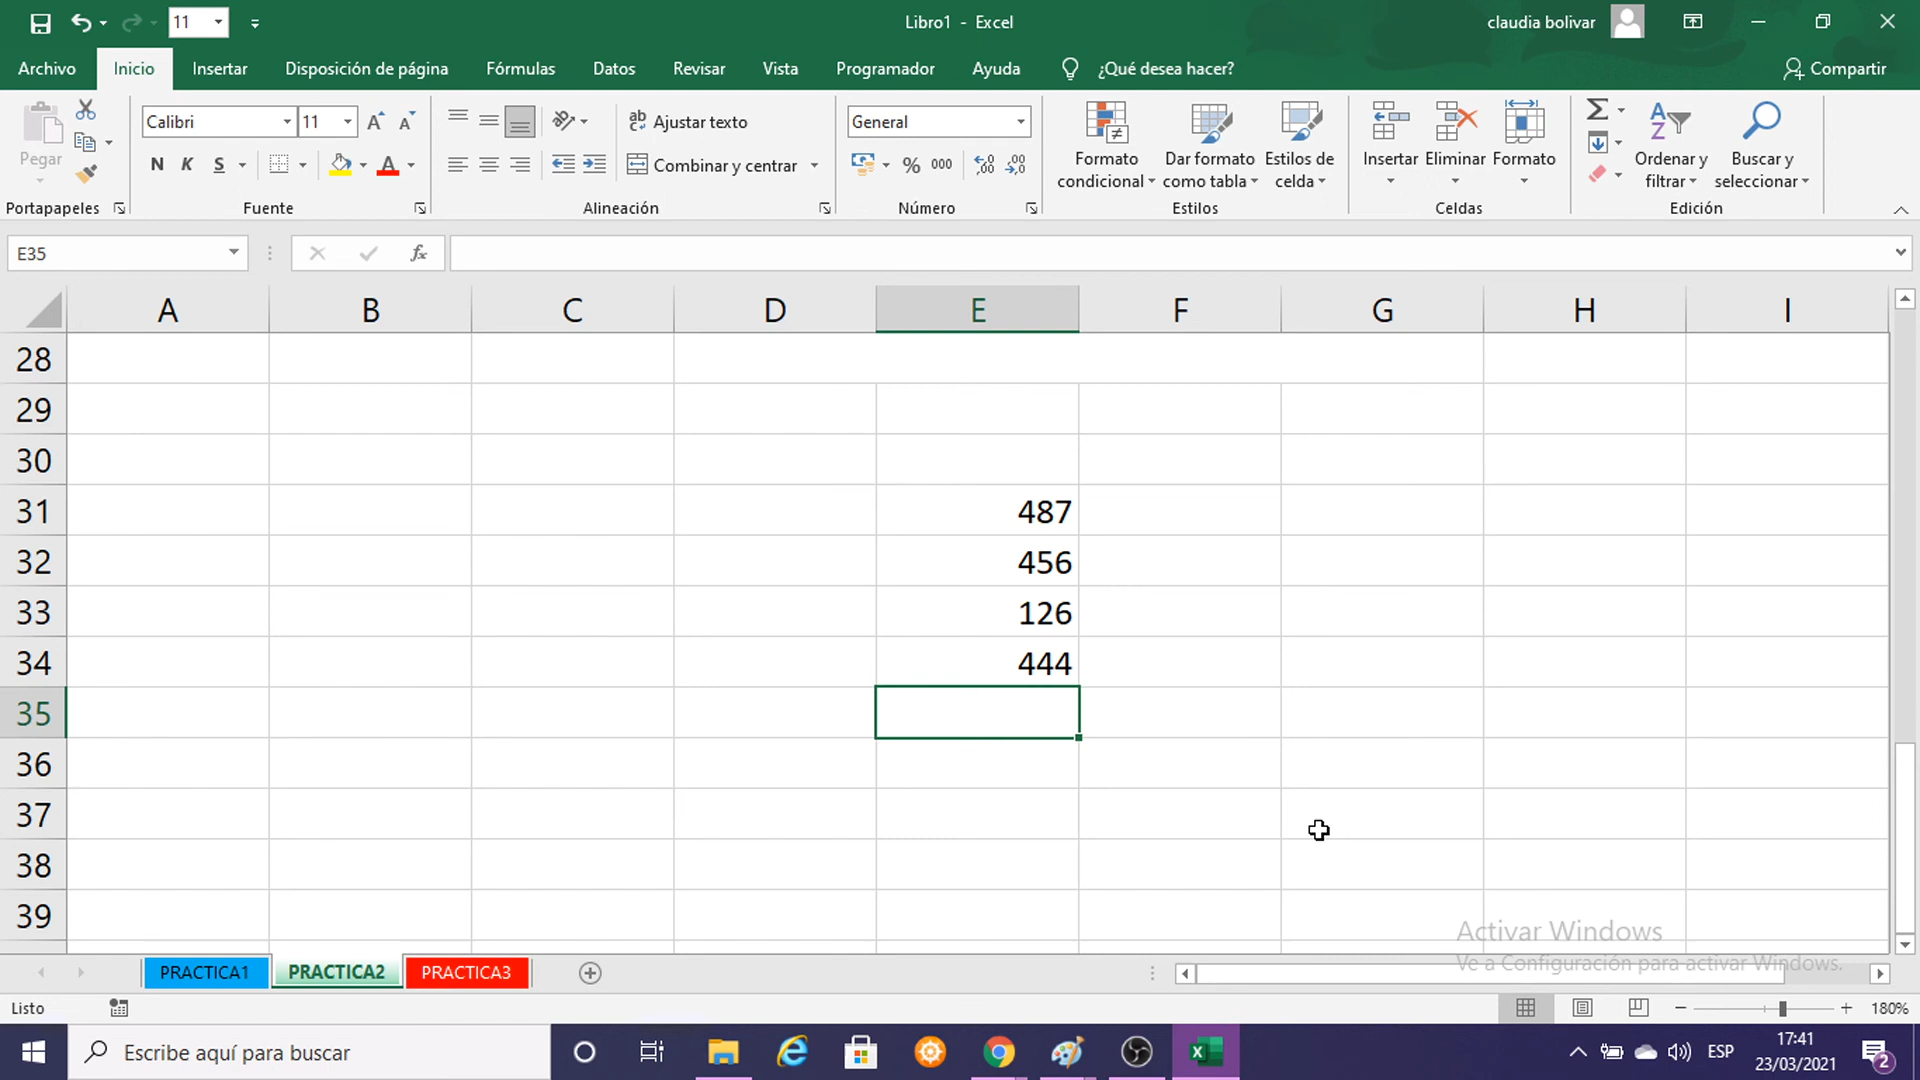 11
Libro1 - Excel
claudia bolivar
Archivo Inicio Insertar Disposición de página Fórmulas Datos Revisar Vista Programador Ayuda ¿Qué desea hacer? Compartir
Pegar
Portapapeles
Calibri 11
N K S A
Fuente
Ajustar texto
Combinar y centrar
Alineación
General
% 000
Número
Formato condicional
Dar formato como tabla
Estilos de celda
Estilos
Insertar
Eliminar
Formato
Celdas
Ordenar y filtrar
Buscar y seleccionar
Edición
E35
fx
A B C D E F G H I
28
29
30
31 487
32 456
33 126
34 444
35
36
37
38
39
Activar Windows
Ve a Configuración para activar Windows.
PRACTICA1 PRACTICA2 PRACTICA3
Listo
180%
Escribe aquí para buscar
ESP
17:41
23/03/2021
2